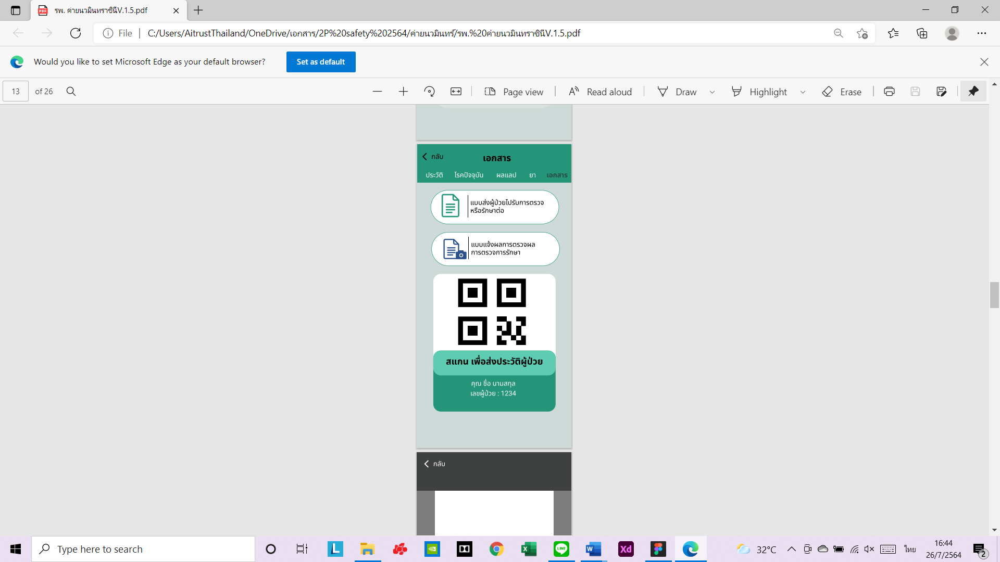 รพ. ค่ายนวมินทราชินีV.1.5.pdf
File
C:/Users/AitrustThailand/OneDrive/เอกสาร/2P%20safety%202564/ค่ายนวมินทร์/รพ.%20ค่ายนวมินทราชินีV.1.5.pdf
Would you like to set Microsoft Edge as your default browser?
Set as default
13 of 26
Page view
Read aloud
Draw
Highlight
Erase
กลับ
เอกสาร
ประวัติ โรคปัจจุบัน ผลแลป ยา เอกสาร
แบบส่งผู้ป่วยไปรับการตรวจ
หรือรักษาต่อ
แบบแจ้งผลการตรวจผล
การตรวจการรักษา
สแกน เพื่อส่งประวัติผู้ป่วย
คุณ ชื่อ นามสกุล
เลขผู้ป่วย : 1234
กลับ
Type here to search
32°C
ไทย
16:44
26/7/2564
2